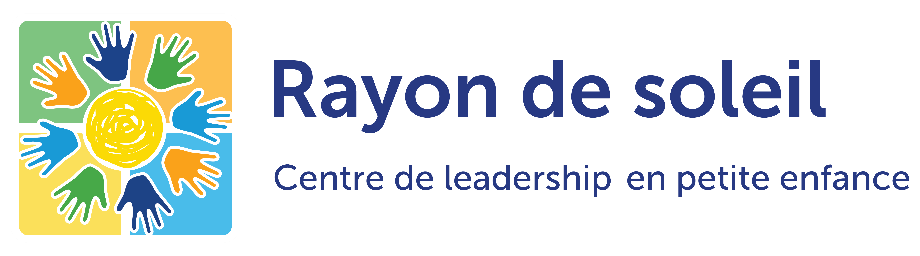 Rayon de soleil
Centre de leadership en petite enfance